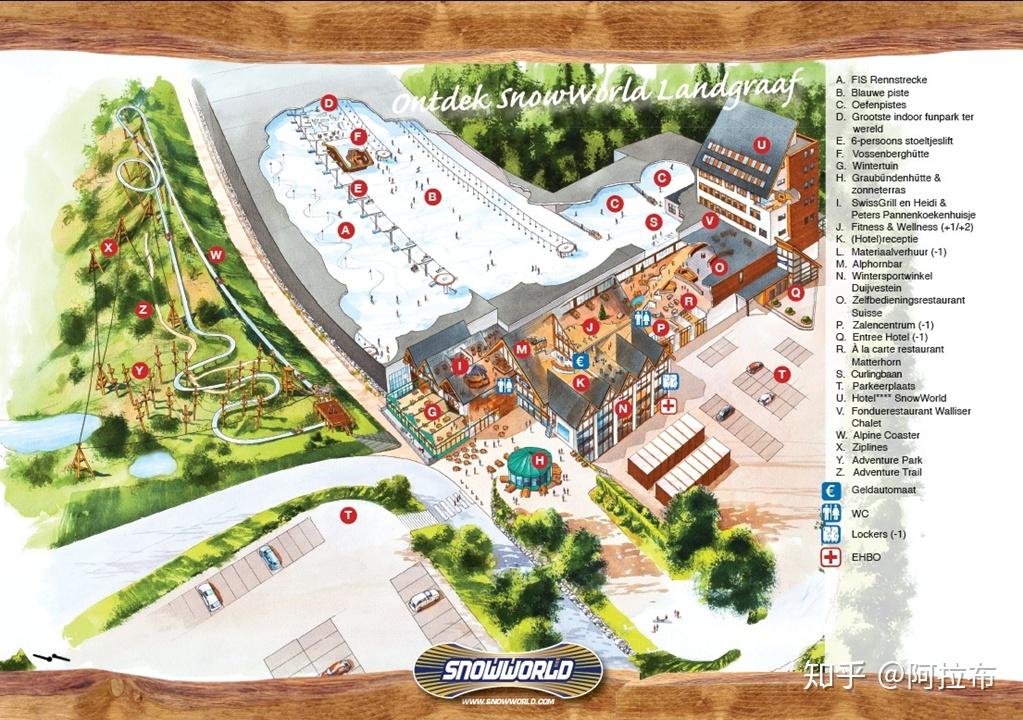 Ontdek SnowWorld Landgraaf
A. FIS Rennstrecke
B. Blauwe piste
C. Oefenpistes
D. Grootste indoor funpark ter
wereld
E. 6-persoons stoeltjeslift
F. Vossenberghütte
G. Wintertuin
H. Graubündenhütte &
zonneterras
I. SwissGrill en Heidi &
Peters Pannenkoekenhuisje
J. Fitness & Wellness (+1/+2)
K. (Hotel)receptie
L. Materiaalverhuur (-1)
M. Alphornbar
N. Wintersportwinkel
Duijvestein
O. Zelfbedieningsrestaurant
Suisse
P. Zalencentrum (-1)
Q. Entree Hotel (-1)
R. À la carte restaurant
Matterhorn
S. Curlingbaan
T. Parkeerplaats
U. Hotel**** SnowWorld
V. Fonduerestaurant Walliser
Chalet
W. Alpine Coaster
X. Ziplines
Y. Adventure Park
Z. Adventure Trail
€ Geldautomaat
WC
Lockers (-1)
EHBO
D
F
E
B
A
C
C
S
U
V
O
Q
R
P
J
M
I
€
K
N
G
H
T
T
X
W
Z
Y
SNOWWORLD
WWW.SNOWWORLD.COM
知乎 @阿拉布